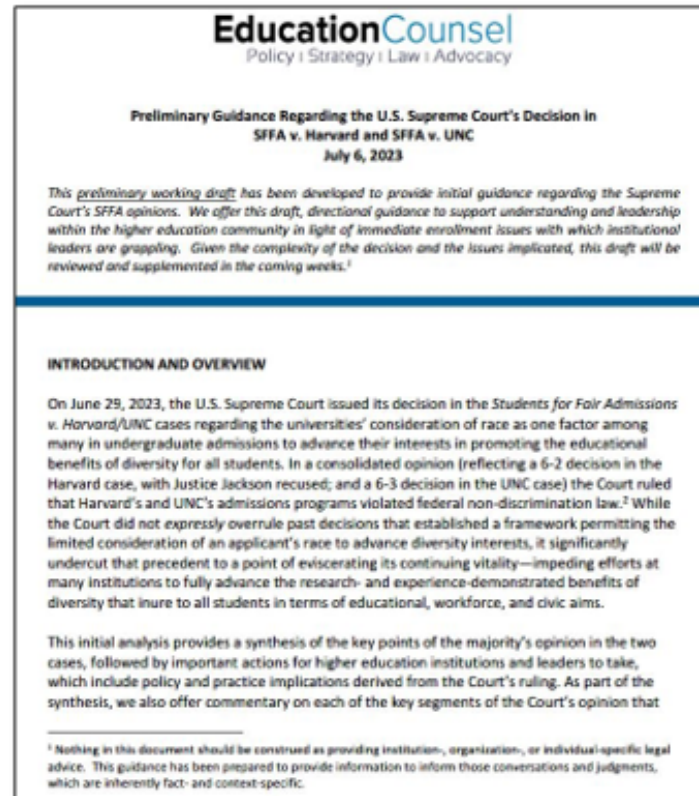 EducationCounsel
Policy | Strategy | Law | Advocacy
Preliminary Guidance Regarding the U.S. Supreme Court's Decision in
SFFA v. Harvard and SFFA v. UNC
July 6, 2023
This preliminary working draft has been developed to provide initial guidance regarding the Supreme
Court's SFFA opinions. We offer this draft, directional guidance to support understanding and leadership
within the higher education community in light of immediate enrollment issues with which institutional
leaders are grappling. Given the complexity of the decision and the issues implicated, this draft will be
reviewed and supplemented in the coming weeks.¹
INTRODUCTION AND OVERVIEW
On June 29, 2023, the U.S. Supreme Court issued its decision in the Students for Fair Admissions
v. Harvard/UNC cases regarding the universities' consideration of race as one factor among
many in undergraduate admissions to advance their interests in promoting the educational
benefits of diversity for all students. In a consolidated opinion (reflecting a 6-2 decision in the
Harvard case, with Justice Jackson recused; and a 6-3 decision in the UNC case) the Court ruled
that Harvard's and UNC's admissions programs violated federal non-discrimination law.² While
the Court did not expressly overrule past decisions that established a framework permitting the
limited consideration of an applicant's race to advance diversity interests, it significantly
undercut that precedent to a point of eviscerating its continuing vitality—impeding efforts at
many institutions to fully advance the research- and experience-demonstrated benefits of
diversity that inure to all students in terms of educational, workforce, and civic aims.
This initial analysis provides a synthesis of the key points of the majority's opinion in the two
cases, followed by important actions for higher education institutions and leaders to take,
which include policy and practice implications derived from the Court's ruling. As part of the
synthesis, we also offer commentary on each of the key segments of the Court's opinion that
¹ Nothing in this document should be construed as providing institution-, organization-, or individual-specific legal
advice. This guidance has been prepared to provide information to inform those conversations and judgments,
which are inherently fact- and context-specific.